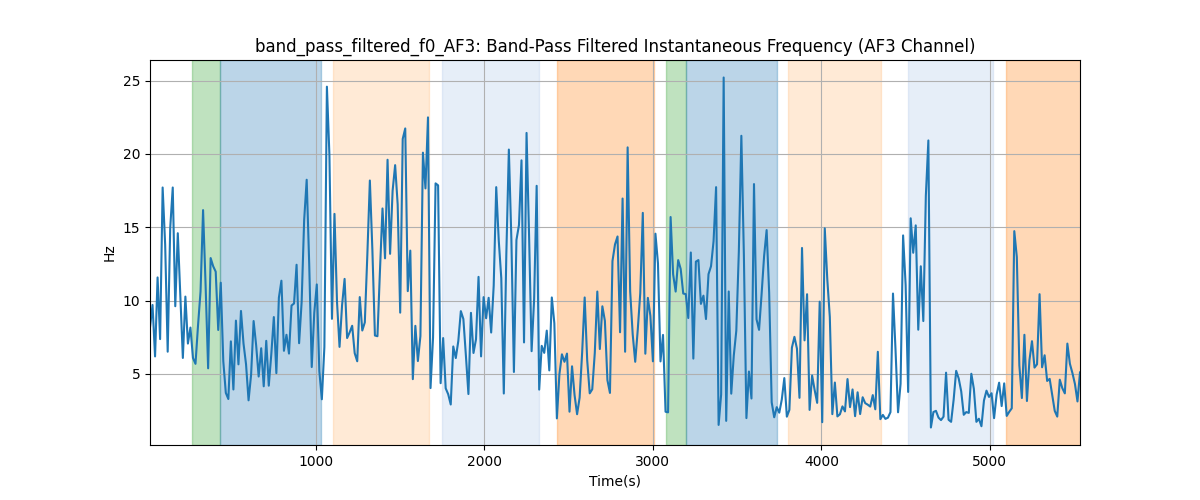 band_pass_filtered_f0_AF3: Band-Pass Filtered Instantaneous Frequency (AF3 Channel)
25
20
15
10
5
Hz
1000 2000 3000 4000 5000
Time(s)